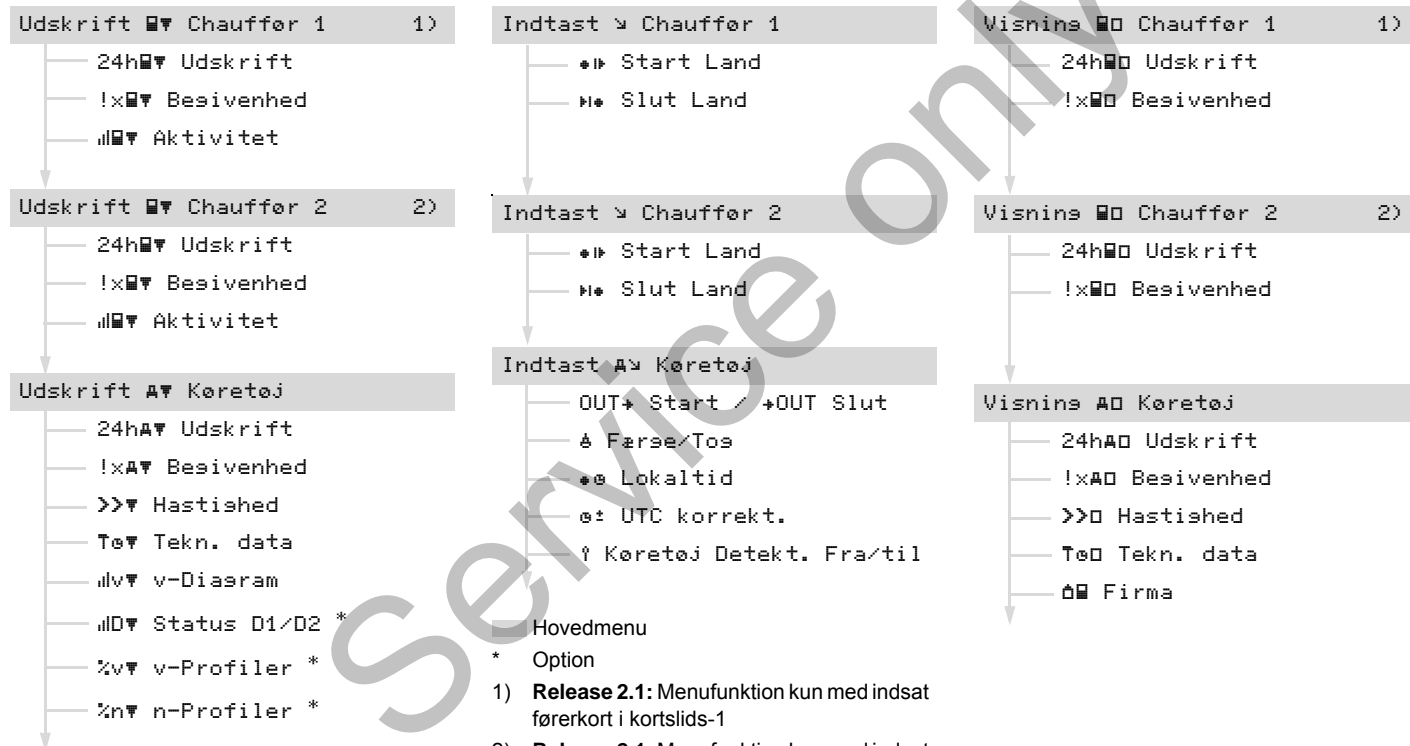 Udskrift Chauffør 1 1)
24h Udskrift
!x Begivenhed
Aktivitet
Udskrift Chauffør 2 2)
24h Udskrift
!x Begivenhed
Aktivitet
Udskrift Køretøj
24h Udskrift
!x Begivenhed
>> Hastighed
Tekn. data
v v-Diagram
D Status D1/D2 *
%v v-Profiler *
%n n-Profiler *
Indtast Chauffør 1
Start Land
Slut Land
Indtast Chauffør 2
Start Land
Slut Land
Indtast Køretøj
OUT Start / OUT Slut
Færge/Tog
Lokaltid
UTC korrekt.
Køretøj Detekt. Fra/til
Hovedmenu
* Option
1) Release 2.1: Menufunktion kun med indsat
førerkort i kortslids-1
Visning Chauffør 1 1)
24h Udskrift
!x Begivenhed
Visning Chauffør 2 2)
24h Udskrift
!x Begivenhed
Visning Køretøj
24h Udskrift
!x Begivenhed
>> Hastighed
Tekn. data
Firma
Service only